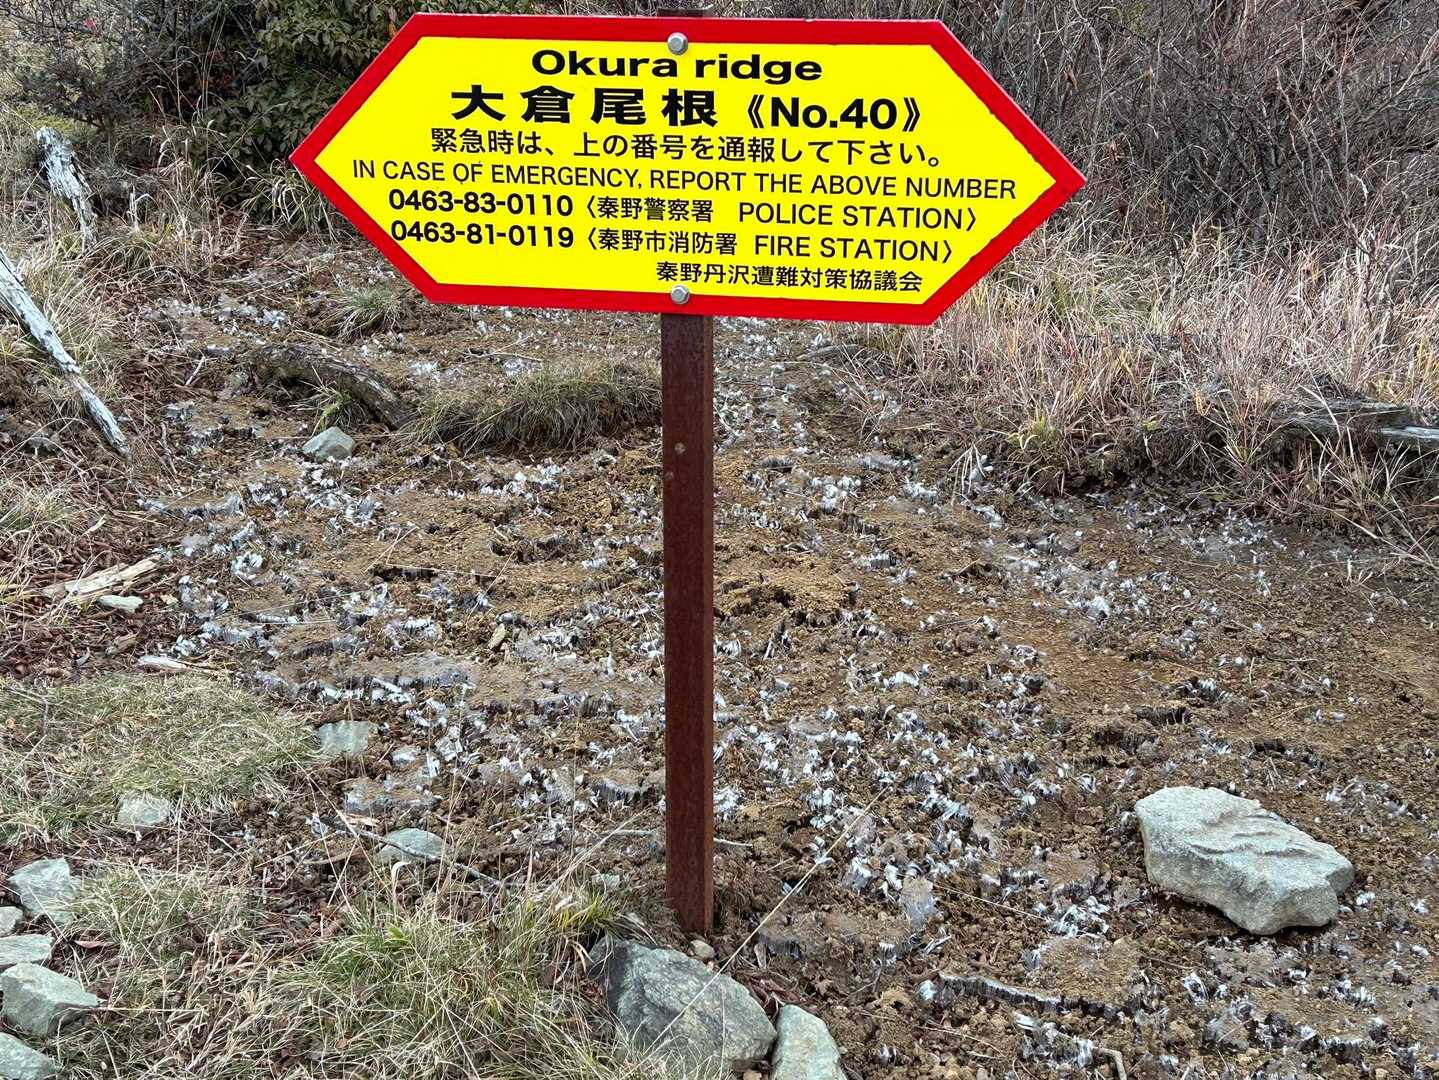 Okura ridge
大倉尾根《No.40》
緊急時は、上の番号を通報して下さい。
IN CASE OF EMERGENCY, REPORT THE ABOVE NUMBER
0463-83-0110〈秦野警察署 POLICE STATION〉
0463-81-0119〈秦野市消防署 FIRE STATION〉
秦野丹沢遭難対策協議会